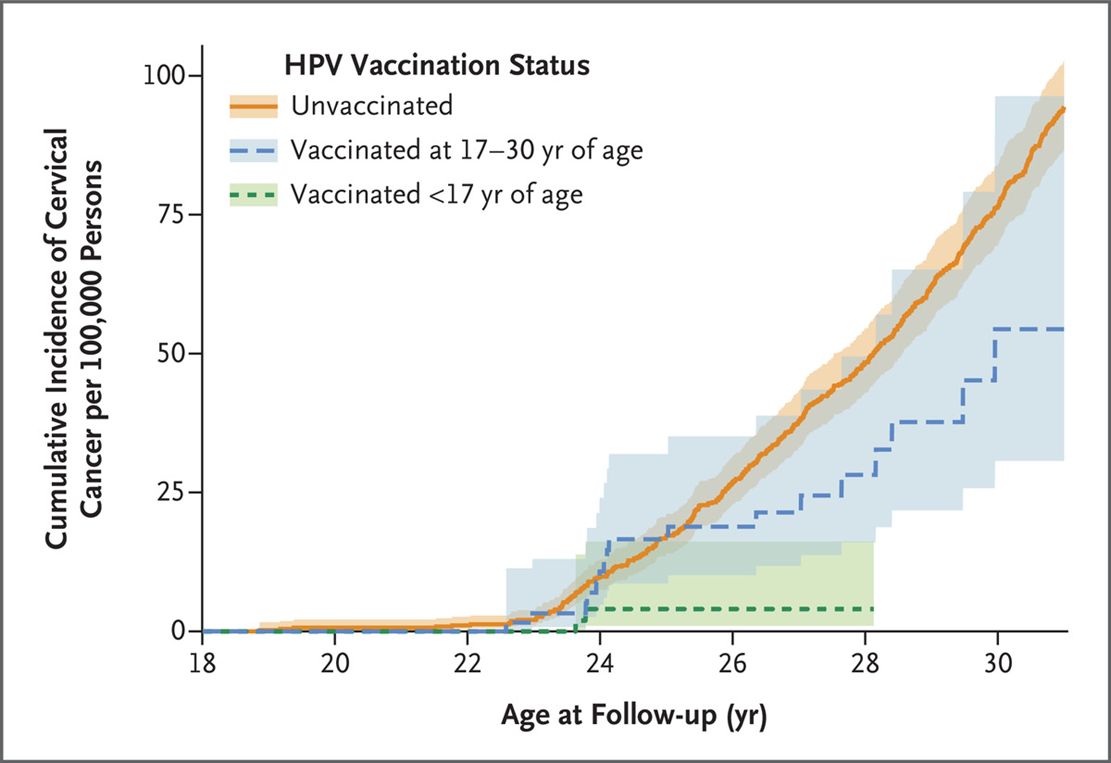 HPV Vaccination Status
Unvaccinated
Vaccinated at 17–30 yr of age
Vaccinated <17 yr of age
Cumulative Incidence of Cervical
Cancer per 100,000 Persons
100
75
50
25
0
18 20 22 24 26 28 30
Age at Follow-up (yr)